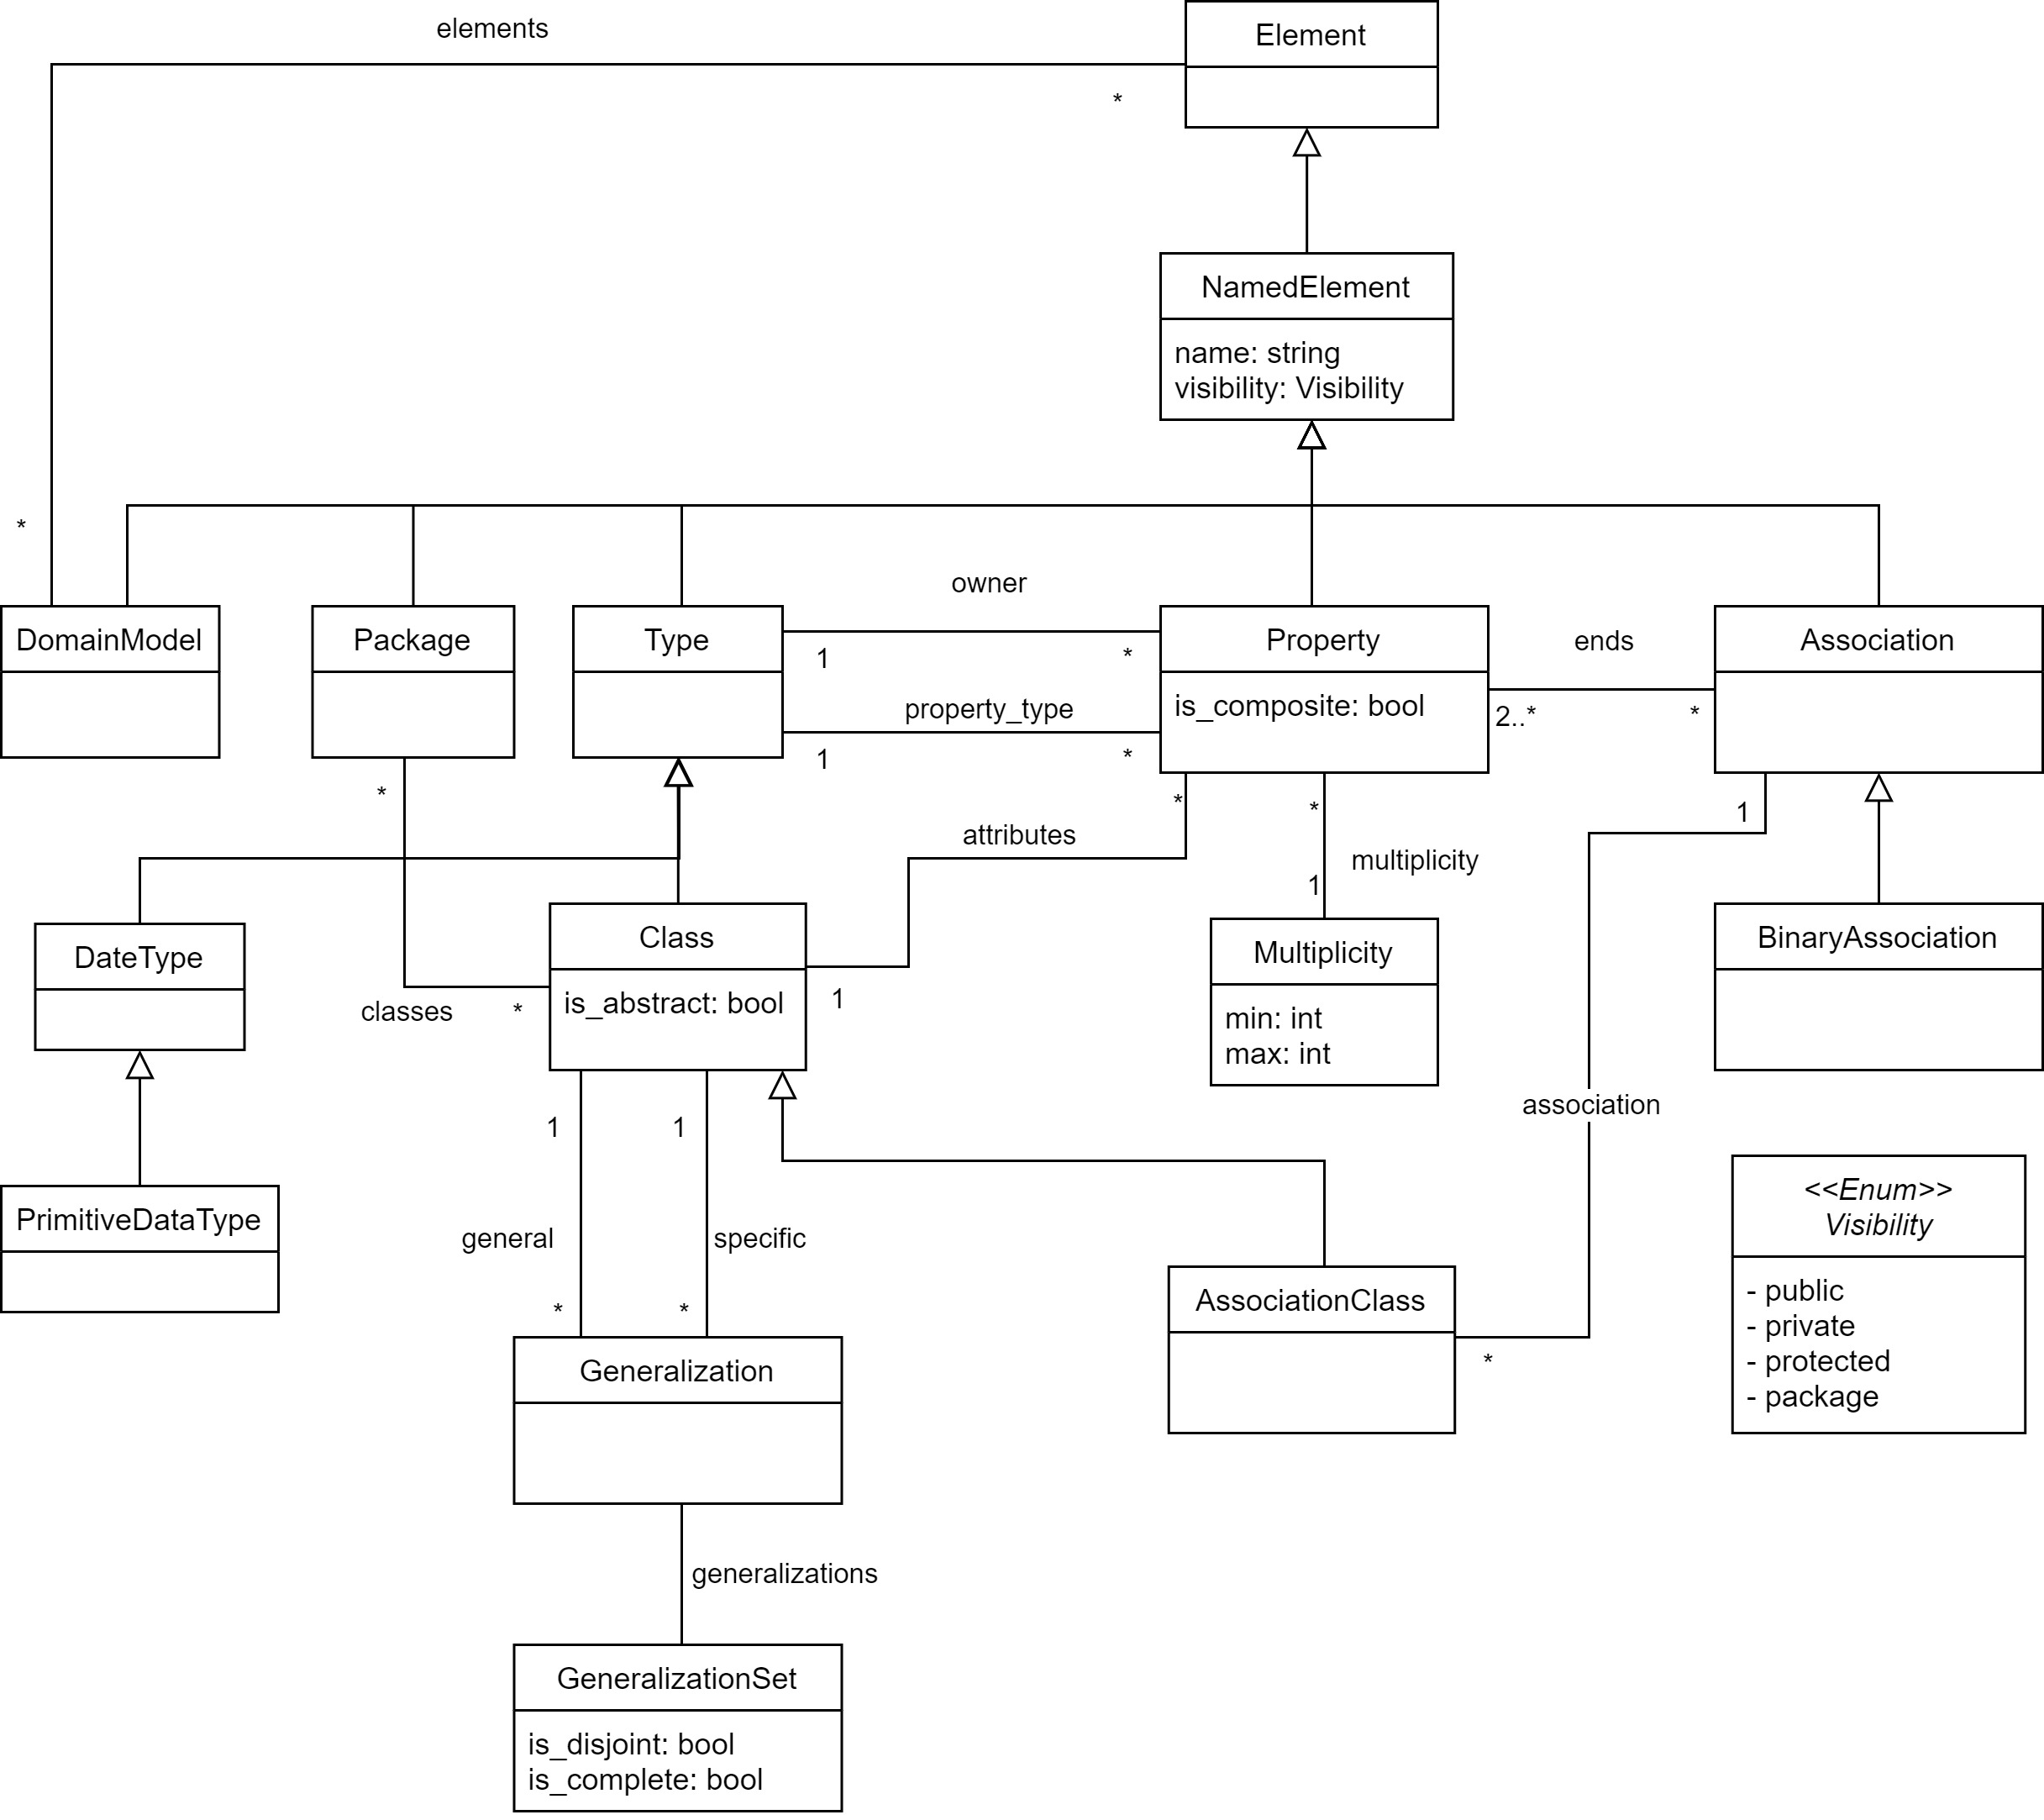 elements
Element
*
NamedElement
name: string
visibility: Visibility
*
owner
DomainModel
Package
Type
Property
ends
Association
1
*
is_composite: bool
property_type
2..*
*
1
*
*
*
*
1
attributes
multiplicity
1
Class
BinaryAssociation
DateType
Multiplicity
is_abstract: bool
1
classes
*
min: int
max: int
1
1
association
<<Enum>>
Visibility
PrimitiveDataType
general
specific
- public
- private
- protected
- package
AssociationClass
*
*
*
Generalization
generalizations
GeneralizationSet
is_disjoint: bool
is_complete: bool